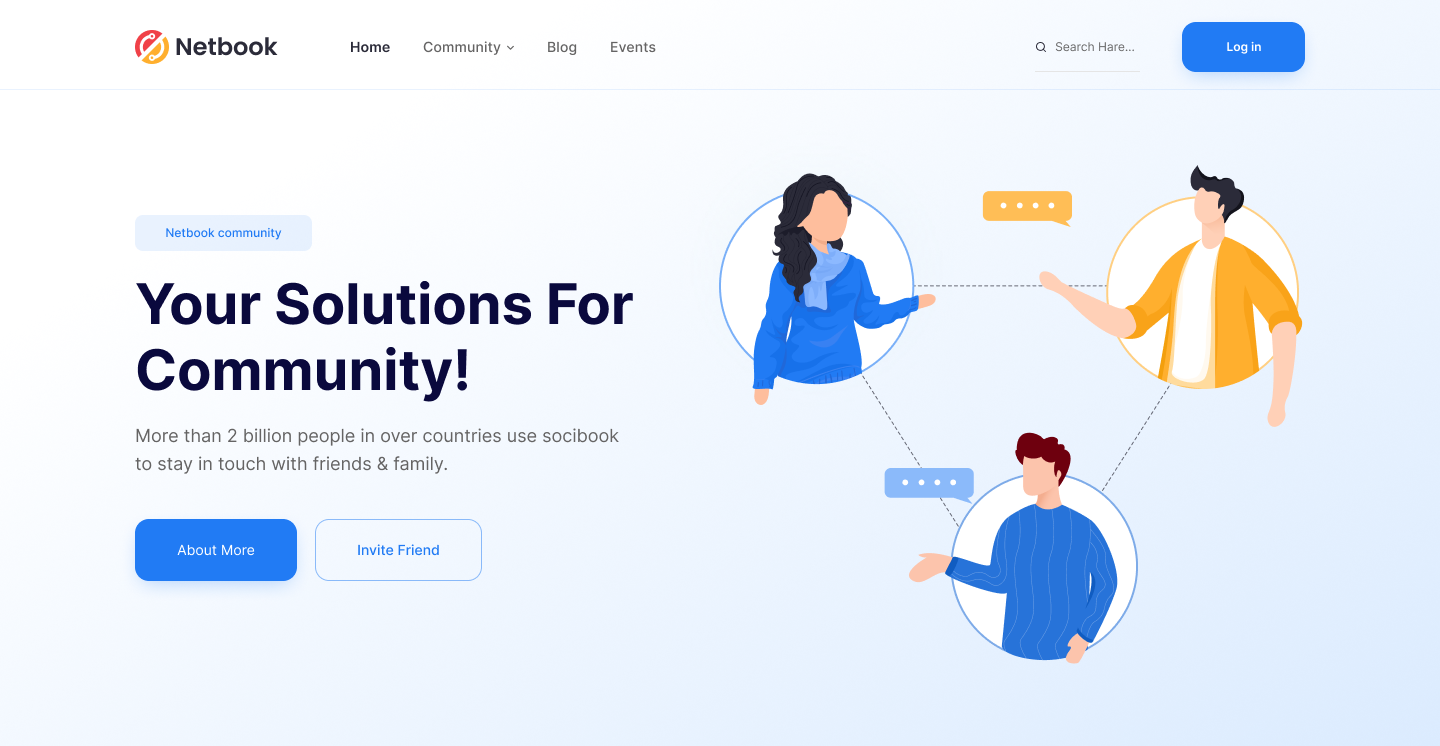 Netbook
Home
Community
Blog
Events
Search Hare...
Log in
Netbook community
Your Solutions For
Community!
More than 2 billion people in over countries use socibook
to stay in touch with friends & family.
About More
Invite Friend